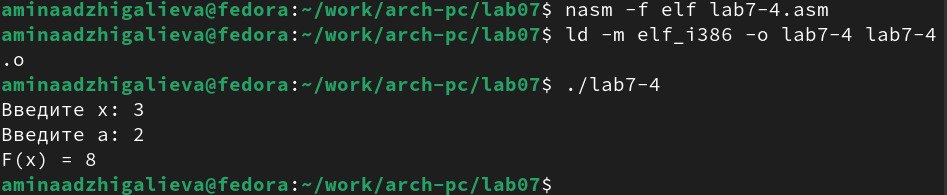 aminaadzhigalieva@fedora:~/work/arch-pc/lab07$ nasm -f elf lab7-4.asm
aminaadzhigalieva@fedora:~/work/arch-pc/lab07$ ld -m elf_i386 -o lab7-4 lab7-4
.o
aminaadzhigalieva@fedora:~/work/arch-pc/lab07$ ./lab7-4
Введите x: 3
Введите a: 2
F(x) = 8
aminaadzhigalieva@fedora:~/work/arch-pc/lab07$